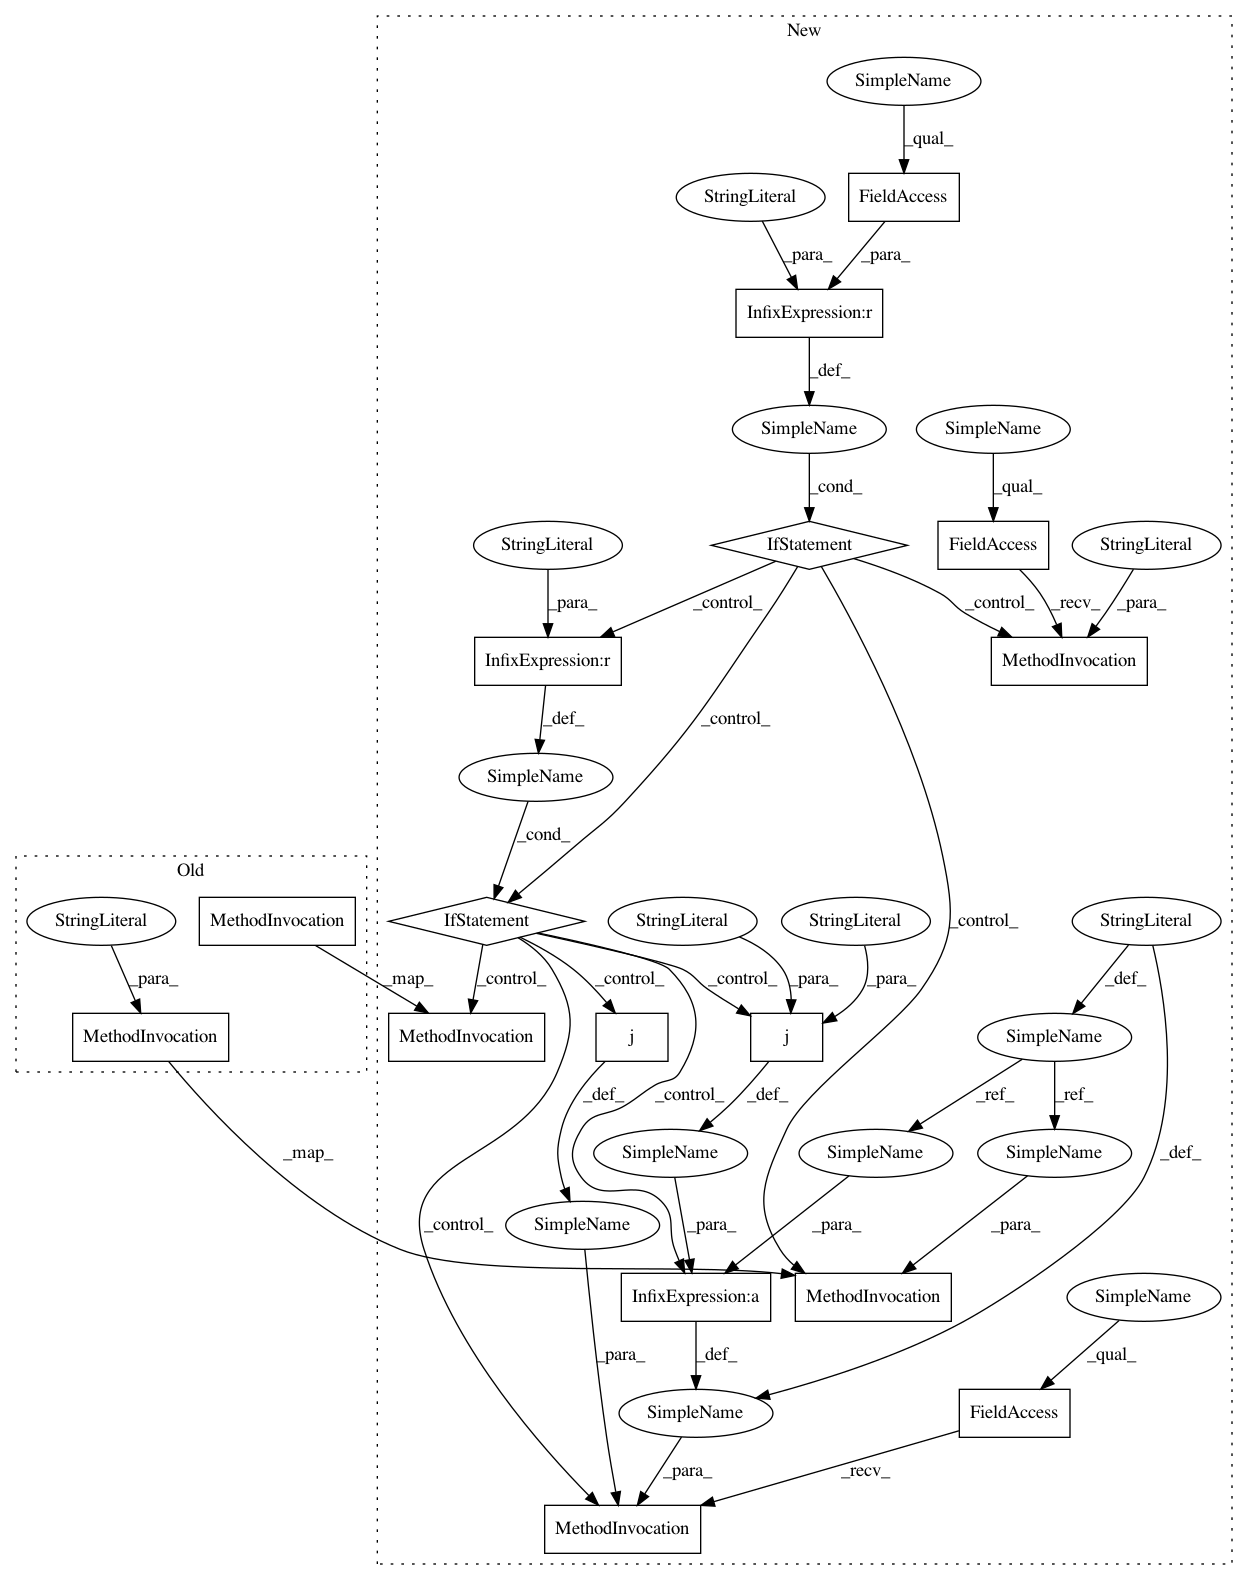 New
SimpleName
_qual_
StringLiteral
FieldAccess
_para_
_para_
InfixExpression:r
_def_
SimpleName
SimpleName
_cond_
_qual_
StringLiteral
IfStatement
FieldAccess
StringLiteral
_para_
_control_
_control_
_recv_
_para_
InfixExpression:r
MethodInvocation
_def_
_control_
SimpleName
_cond_
Old
StringLiteral
MethodInvocation
IfStatement
StringLiteral
StringLiteral
StringLiteral
_control_
_para_
_map_
_control_
_control_
_control_
_para_
_para_
_def_
MethodInvocation
MethodInvocation
j
j
SimpleName
_def_
_control_
_def_
_ref_
_ref_
_map_
SimpleName
SimpleName
SimpleName
_def_
_control_
SimpleName
_para_
_para_
_para_
InfixExpression:a
MethodInvocation
SimpleName
_para_
_def_
_qual_
SimpleName
FieldAccess
_para_
_recv_
MethodInvocation